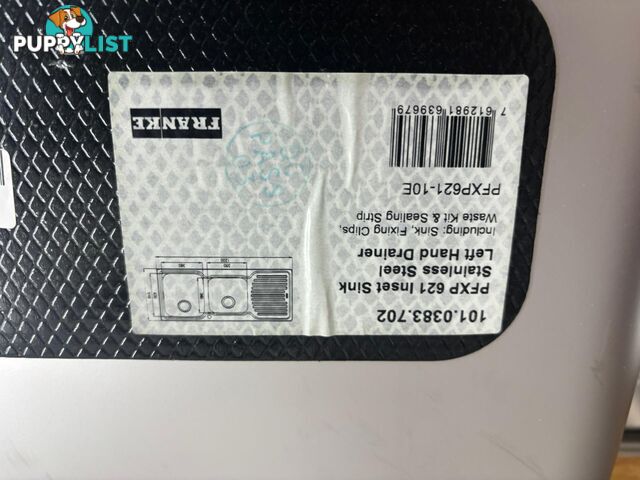 PUPPYLIST
101.0383.702
PFXP 621 Inset Sink
Stainless Steel
Left Hand Drainer
including: Sink, Fixing Clips,
Waste Kit & Sealing Strip
PFXP621-10E
7 612981 639679
FRANKE
PASS